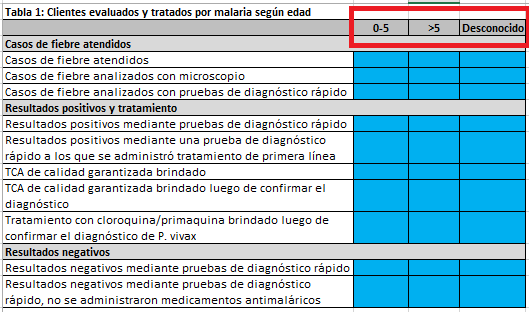 Tabla 1: Clientes evaluados y tratados por malaria según edad
0-5 >5 Desconocido
Casos de fiebre atendidos
Casos de fiebre atendidos
Casos de fiebre analizados con microscopio
Casos de fiebre analizados con pruebas de diagnóstico rápido
Resultados positivos y tratamiento
Resultados positivos mediante pruebas de diagnóstico rápido
Resultados positivos mediante una prueba de diagnóstico
rápido a los que se administró tratamiento de primera línea
TCA de calidad garantizada brindado
TCA de calidad garantizada brindado luego de confirmar el
diagnóstico
Tratamiento con cloroquina/primaquina brindado luego de
confirmar el diagnóstico de P. vivax
Resultados negativos
Resultados negativos mediante pruebas de diagnóstico rápido
Resultados negativos mediante pruebas de diagnóstico
rápido, no se administraron medicamentos antimaláricos